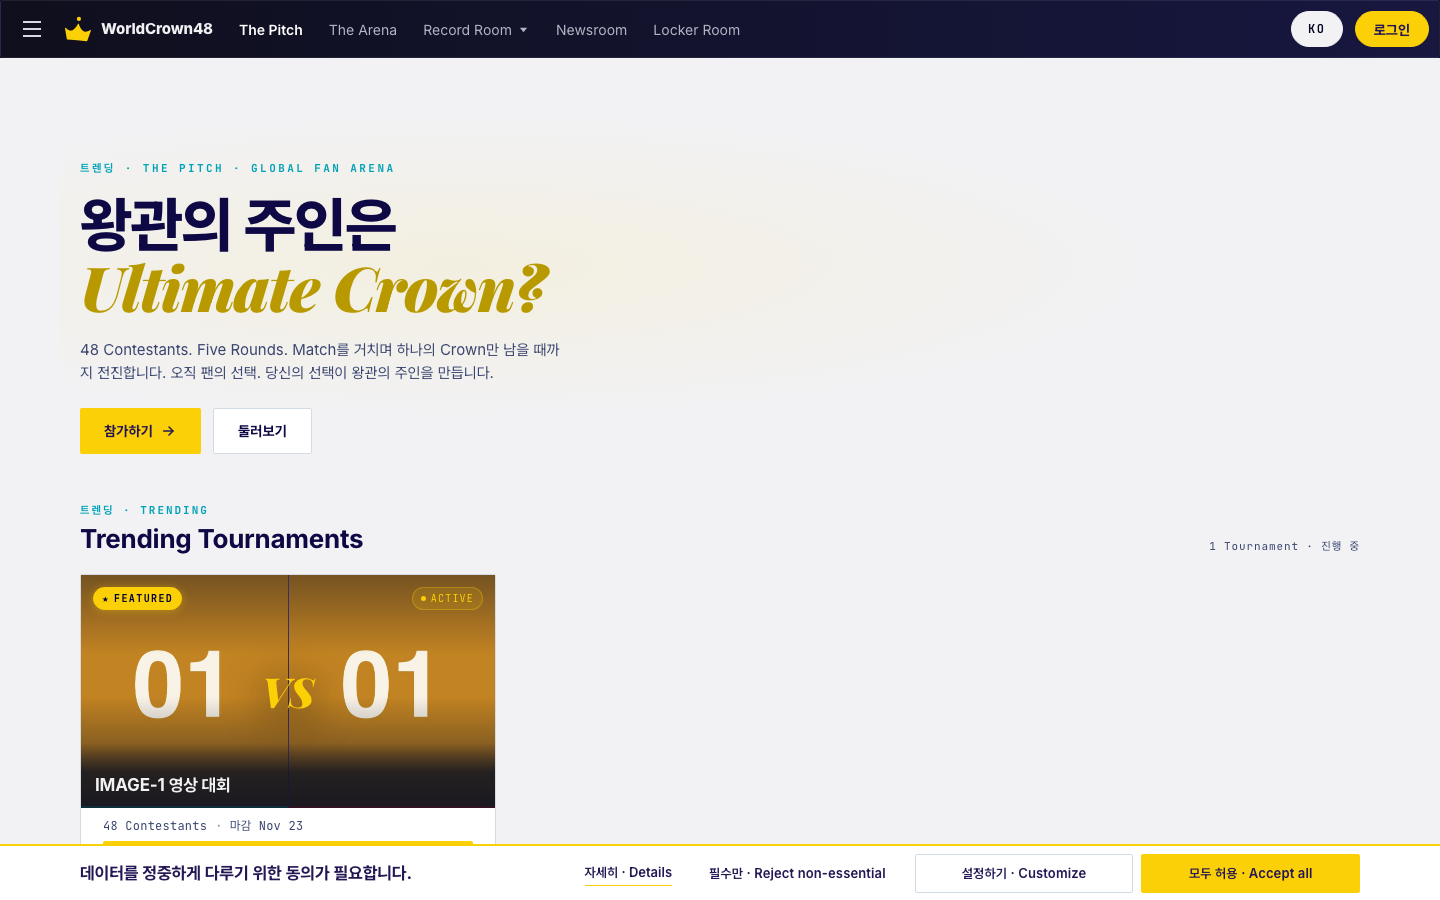 WorldCrown48
The Pitch
The Arena
Record Room
Newsroom
Locker Room
KO
로그인
트렌딩 · THE PITCH · GLOBAL FAN ARENA
왕관의 주인은
Ultimate Crown?
48 Contestants. Five Rounds. Match를 거치며 하나의 Crown만 남을 때까
지 전진합니다. 오직 팬의 선택. 당신의 선택이 왕관의 주인을 만듭니다.
참가하기 →
둘러보기
트렌딩 · TRENDING
Trending Tournaments
1 Tournament · 진행 중
★ FEATURED
ACTIVE
01 VS 01
IMAGE-1 영상 대회
48 Contestants · 마감 Nov 23
데이터를 정중하게 다루기 위한 동의가 필요합니다.
자세히 · Details
필수만 · Reject non-essential
설정하기 · Customize
모두 허용 · Accept all